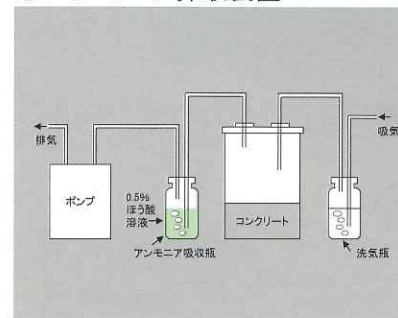 排気
吸気
ポンプ
0.5%
ほう酸
溶液
コンクリート
アンモニア吸収瓶
洗気瓶